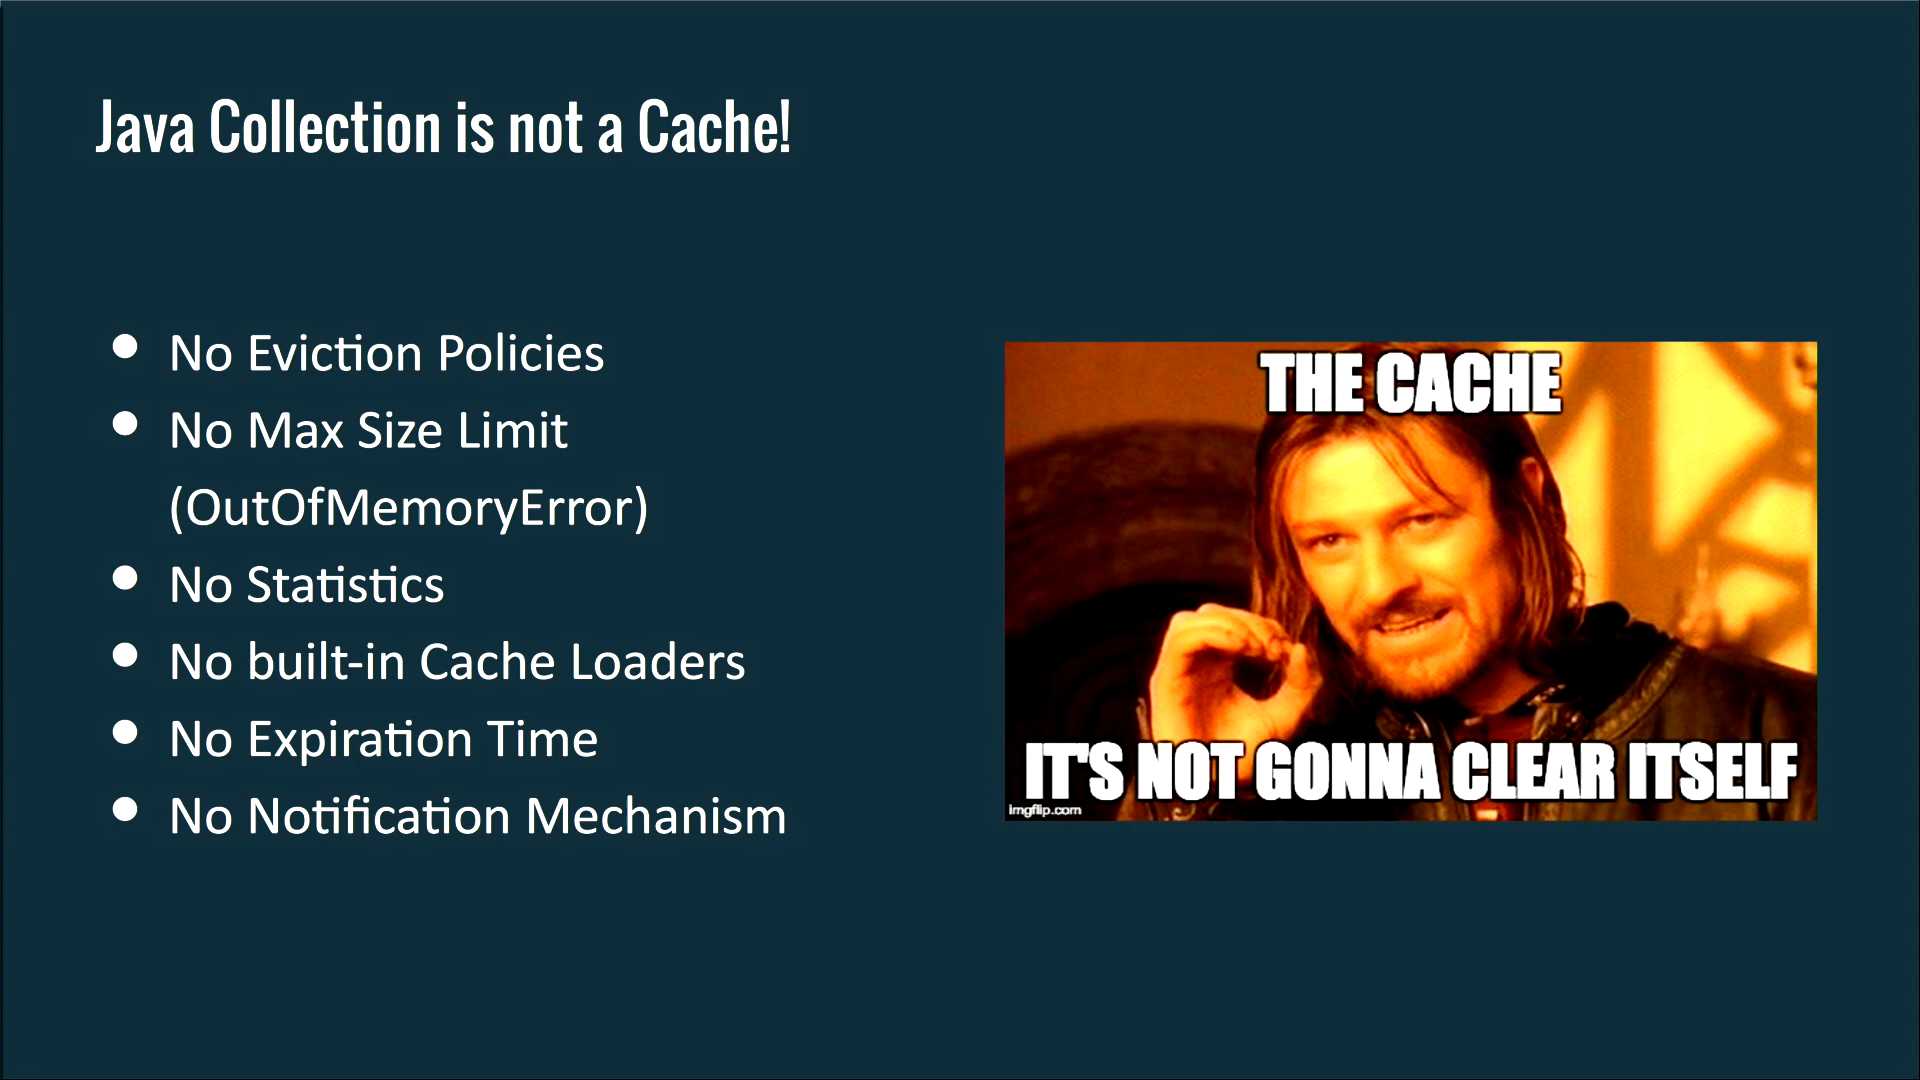 Java Collection is not a Cache!
● No Eviction Policies
● No Max Size Limit
(OutOfMemoryError)
● No Statistics
● No built-in Cache Loaders
● No Expiration Time
● No Notification Mechanism
THE CACHE
IT'S NOT GONNA CLEAR ITSELF
imgflip.com